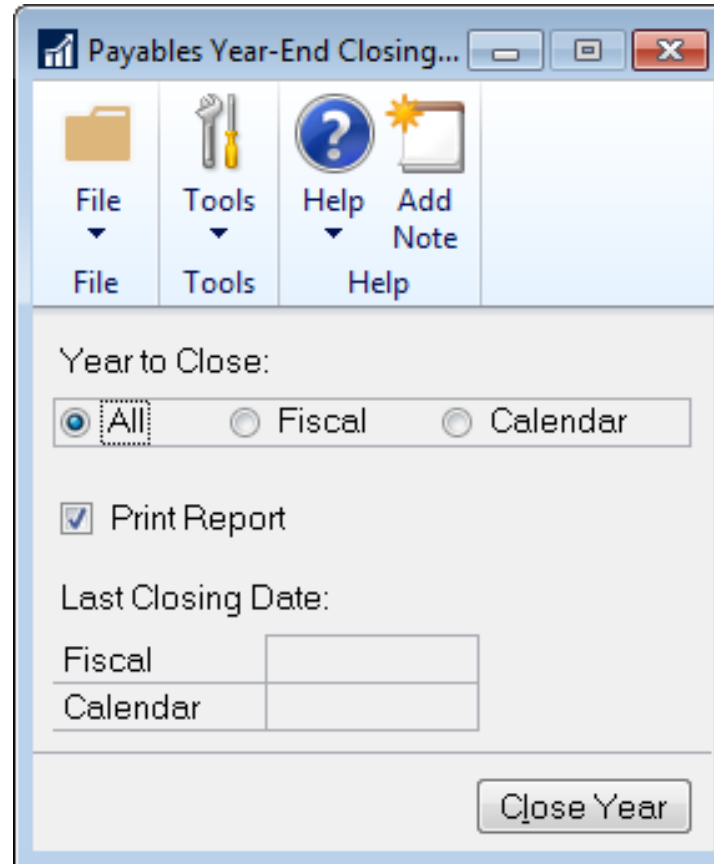 Payables Year-End Closing...
File Tools Help Add Note
File Tools Help
Year to Close:
All Fiscal Calendar
Print Report
Last Closing Date:
Fiscal
Calendar
Close Year